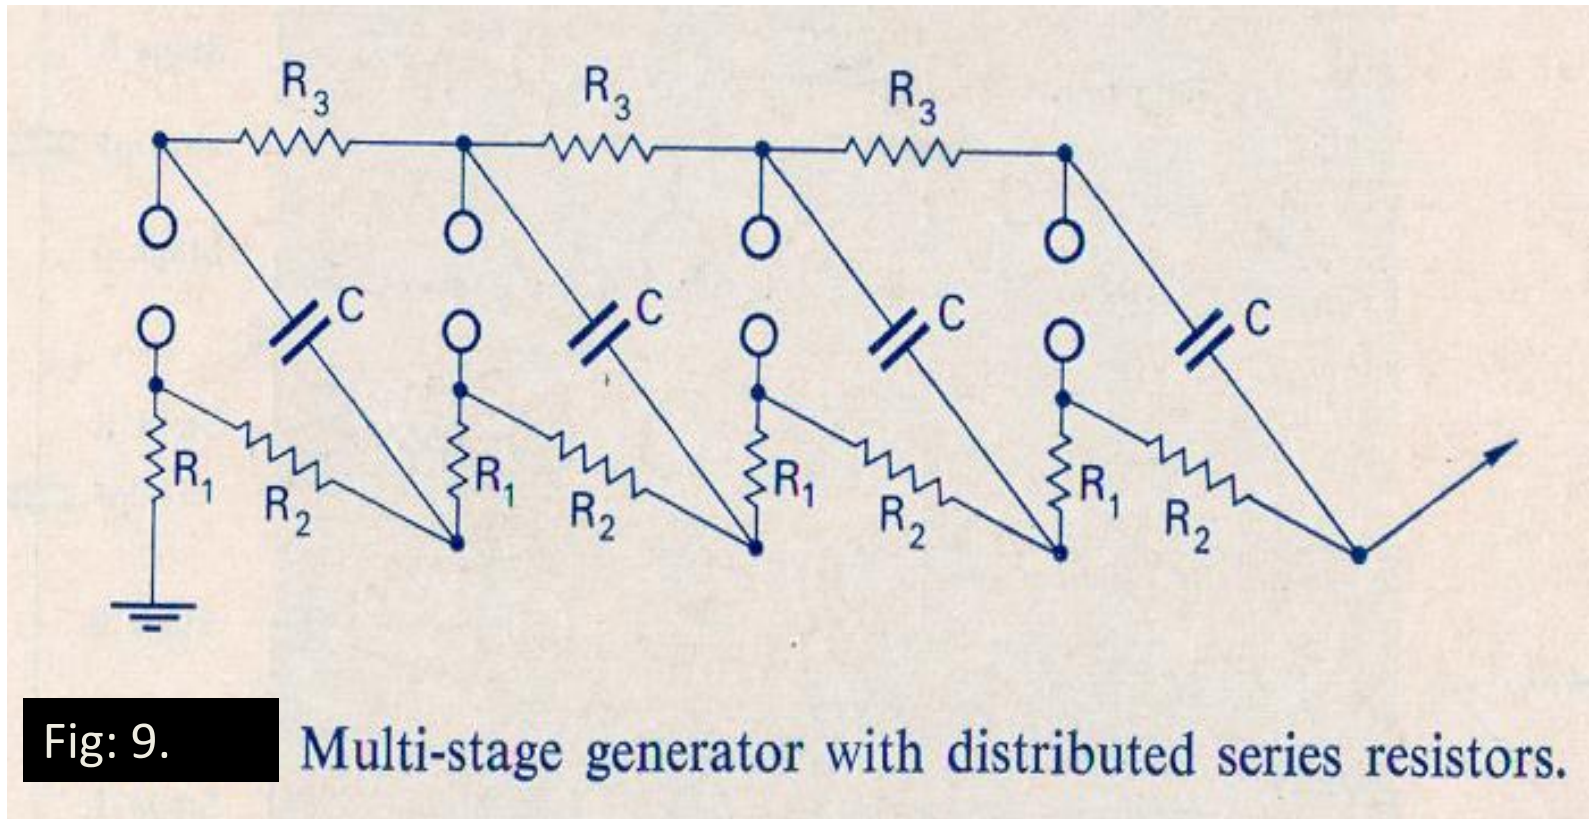 R₃ R₃ R₃
C C C C
R₁ R₁ R₁ R₁
R₂ R₂ R₂ R₂
Fig: 9.
Multi-stage generator with distributed series resistors.